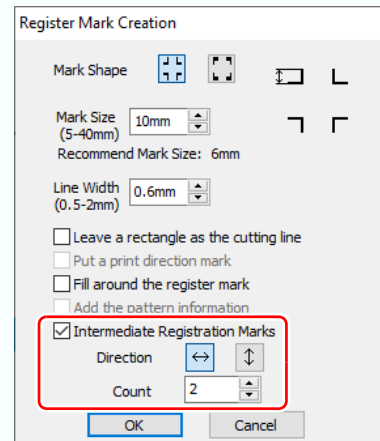 Register Mark Creation
Mark Shape
Mark Size
(5-40mm)
10mm
Recommend Mark Size: 6mm
Line Width
(0.5-2mm)
0.6mm
Leave a rectangle as the cutting line
Put a print direction mark
Fill around the register mark
Add the pattern information
Intermediate Registration Marks
Direction
Count
2
OK
Cancel